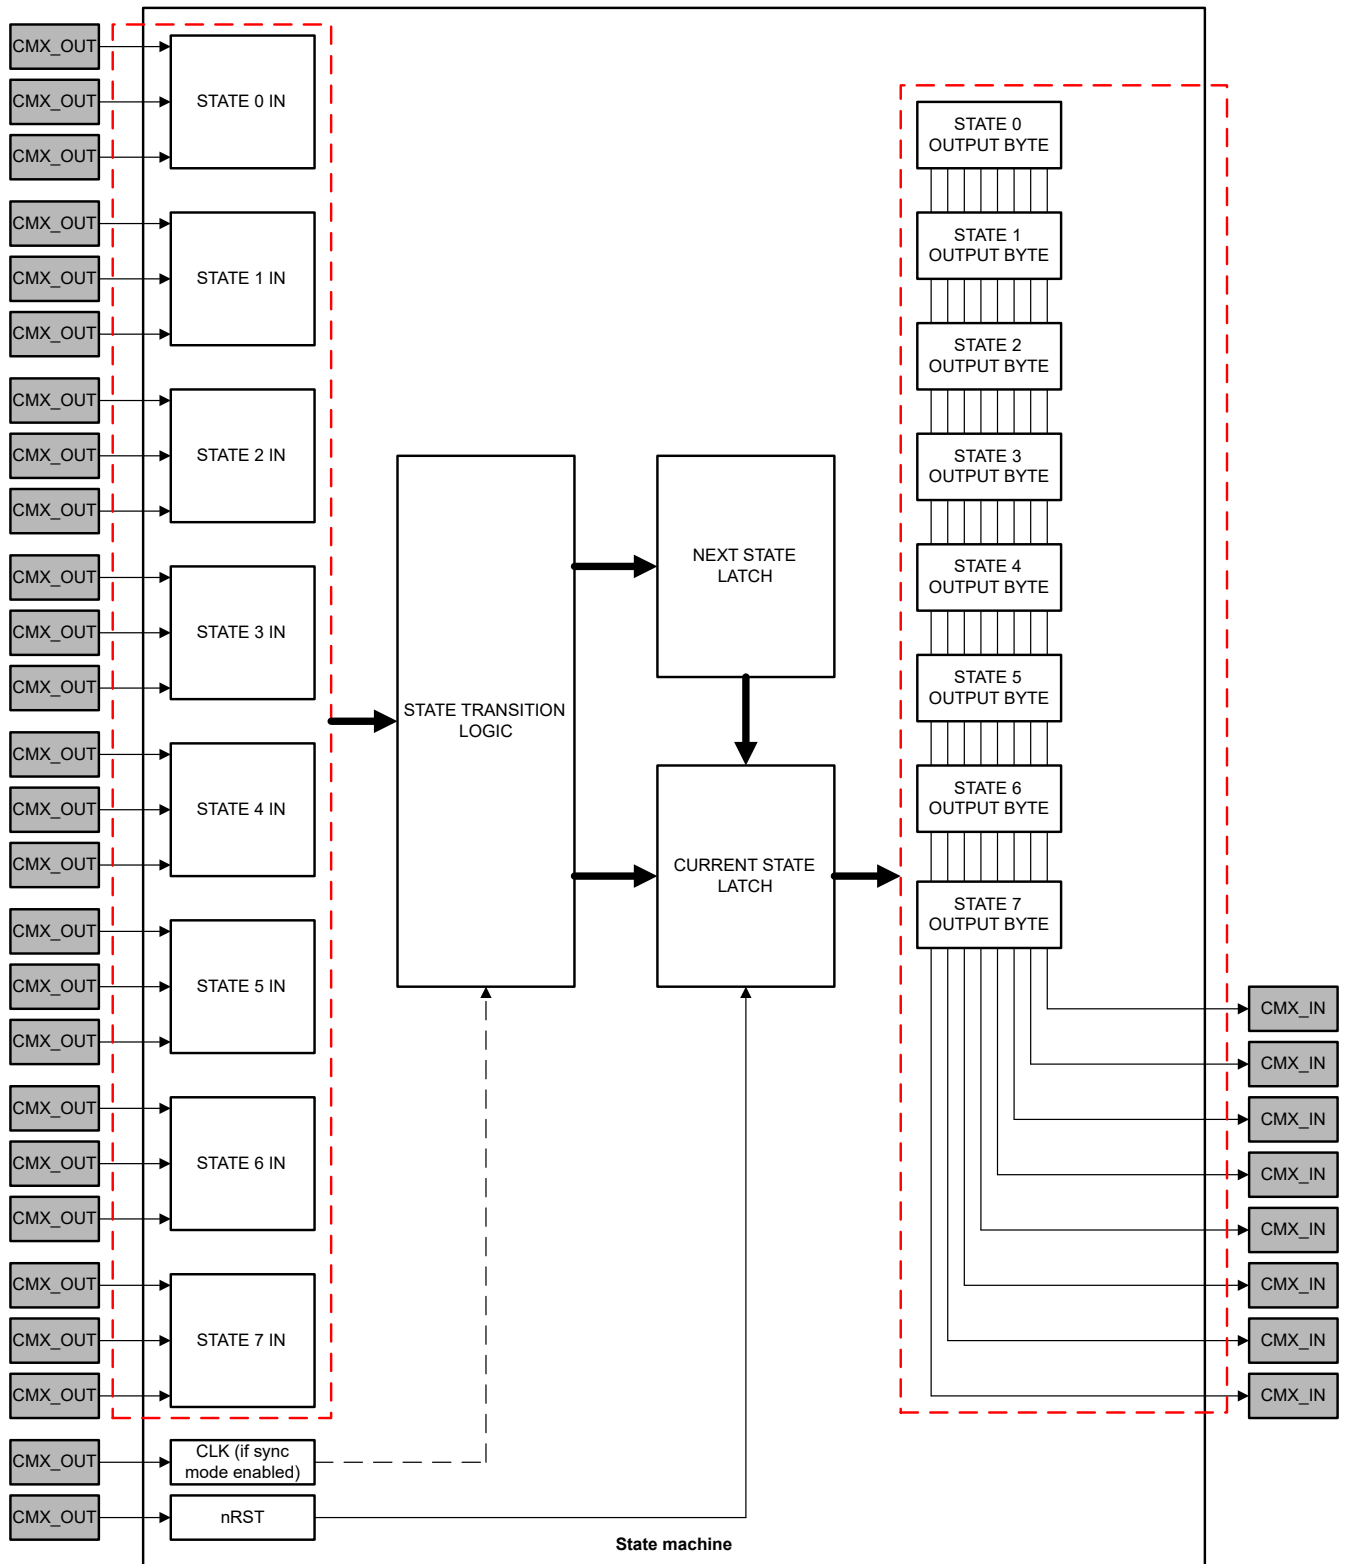 CMX_OUT
CMX_OUT
CMX_OUT
STATE 0 IN
CMX_OUT
CMX_OUT
CMX_OUT
STATE 1 IN
CMX_OUT
CMX_OUT
CMX_OUT
STATE 2 IN
CMX_OUT
CMX_OUT
CMX_OUT
STATE 3 IN
CMX_OUT
CMX_OUT
CMX_OUT
STATE 4 IN
CMX_OUT
CMX_OUT
CMX_OUT
STATE 5 IN
CMX_OUT
CMX_OUT
CMX_OUT
STATE 6 IN
CMX_OUT
CMX_OUT
CMX_OUT
STATE 7 IN
CMX_OUT
CLK (if sync
mode enabled)
CMX_OUT
nRST
STATE TRANSITION
LOGIC
NEXT STATE
LATCH
CURRENT STATE
LATCH
STATE 0
OUTPUT BYTE
STATE 1
OUTPUT BYTE
STATE 2
OUTPUT BYTE
STATE 3
OUTPUT BYTE
STATE 4
OUTPUT BYTE
STATE 5
OUTPUT BYTE
STATE 6
OUTPUT BYTE
STATE 7
OUTPUT BYTE
CMX_IN
CMX_IN
CMX_IN
CMX_IN
CMX_IN
CMX_IN
CMX_IN
CMX_IN
State machine